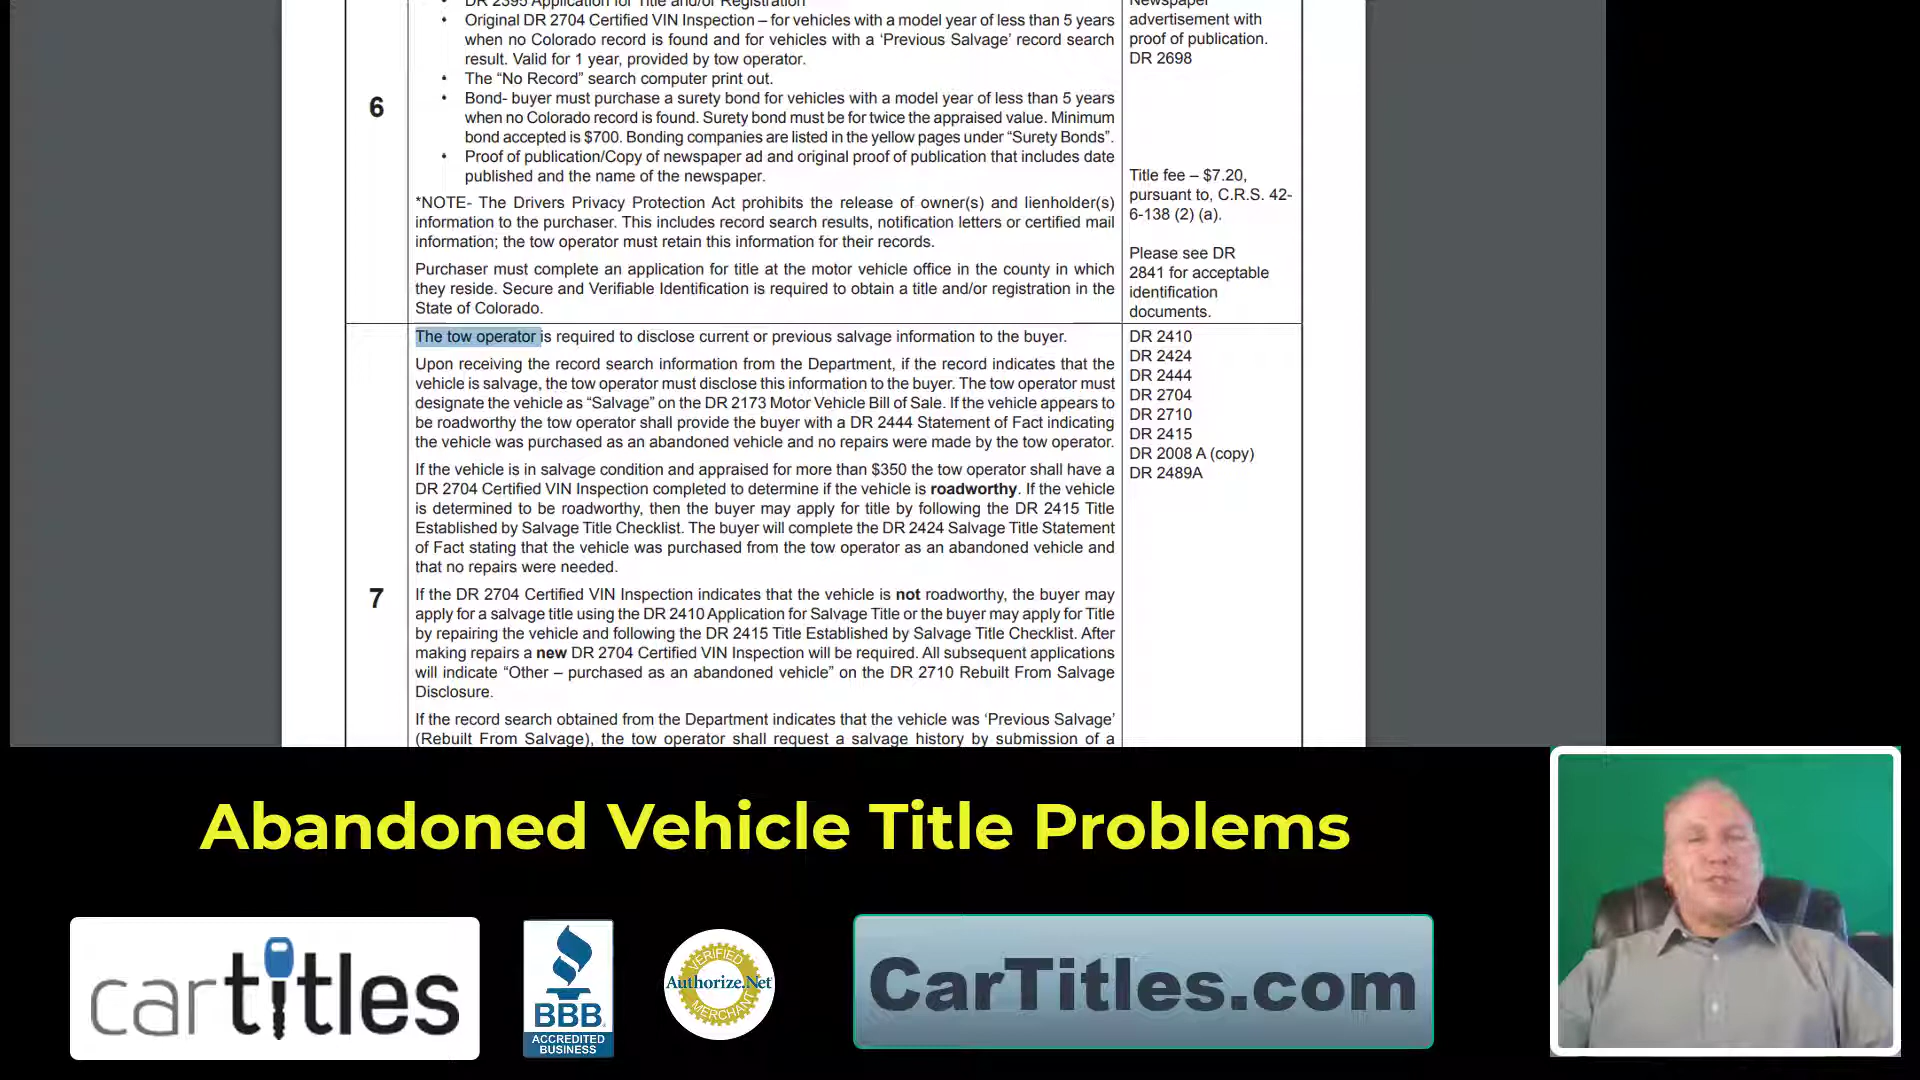 DR 2395 Application for Title and/or Registration
• Original DR 2704 Certified VIN Inspection – for vehicles with a model year of less than 5 years
when no Colorado record is found and for vehicles with a ‘Previous Salvage’ record search
result. Valid for 1 year, provided by tow operator.
• The “No Record” search computer print out.
6
• Bond- buyer must purchase a surety bond for vehicles with a model year of less than 5 years
when no Colorado record is found. Surety bond must be for twice the appraised value. Minimum
bond accepted is $700. Bonding companies are listed in the yellow pages under “Surety Bonds”.
• Proof of publication/Copy of newspaper ad and original proof of publication that includes date
published and the name of the newspaper.
*NOTE- The Drivers Privacy Protection Act prohibits the release of owner(s) and lienholder(s)
information to the purchaser. This includes record search results, notification letters or certified mail
information; the tow operator must retain this information for their records.
Purchaser must complete an application for title at the motor vehicle office in the county in which
they reside. Secure and Verifiable Identification is required to obtain a title and/or registration in the
State of Colorado.
Newspaper
advertisement with
proof of publication.
DR 2698
Title fee – $7.20,
pursuant to, C.R.S. 42-
6-138 (2) (a).
Please see DR
2841 for acceptable
identification
documents.
7
The tow operator is required to disclose current or previous salvage information to the buyer.
Upon receiving the record search information from the Department, if the record indicates that the
vehicle is salvage, the tow operator must disclose this information to the buyer. The tow operator must
designate the vehicle as “Salvage” on the DR 2173 Motor Vehicle Bill of Sale. If the vehicle appears to
be roadworthy the tow operator shall provide the buyer with a DR 2444 Statement of Fact indicating
the vehicle was purchased as an abandoned vehicle and no repairs were made by the tow operator.
If the vehicle is in salvage condition and appraised for more than $350 the tow operator shall have a
DR 2704 Certified VIN Inspection completed to determine if the vehicle is roadworthy. If the vehicle
is determined to be roadworthy, then the buyer may apply for title by following the DR 2415 Title
Established by Salvage Title Checklist. The buyer will complete the DR 2424 Salvage Title Statement
of Fact stating that the vehicle was purchased from the tow operator as an abandoned vehicle and
that no repairs were needed.
If the DR 2704 Certified VIN Inspection indicates that the vehicle is not roadworthy, the buyer may
apply for a salvage title using the DR 2410 Application for Salvage Title or the buyer may apply for Title
by repairing the vehicle and following the DR 2415 Title Established by Salvage Title Checklist. After
making repairs a new DR 2704 Certified VIN Inspection will be required. All subsequent applications
will indicate “Other – purchased as an abandoned vehicle” on the DR 2710 Rebuilt From Salvage
Disclosure.
If the record search obtained from the Department indicates that the vehicle was ‘Previous Salvage’
(Rebuilt From Salvage), the tow operator shall request a salvage history by submission of a
DR 2410
DR 2424
DR 2444
DR 2704
DR 2710
DR 2415
DR 2008 A (copy)
DR 2489A
Abandoned Vehicle Title Problems
cartitles
BBB.
ACCREDITED
BUSINESS
VERIFIED
Authorize.Net
MERCHANT
CarTitles.com